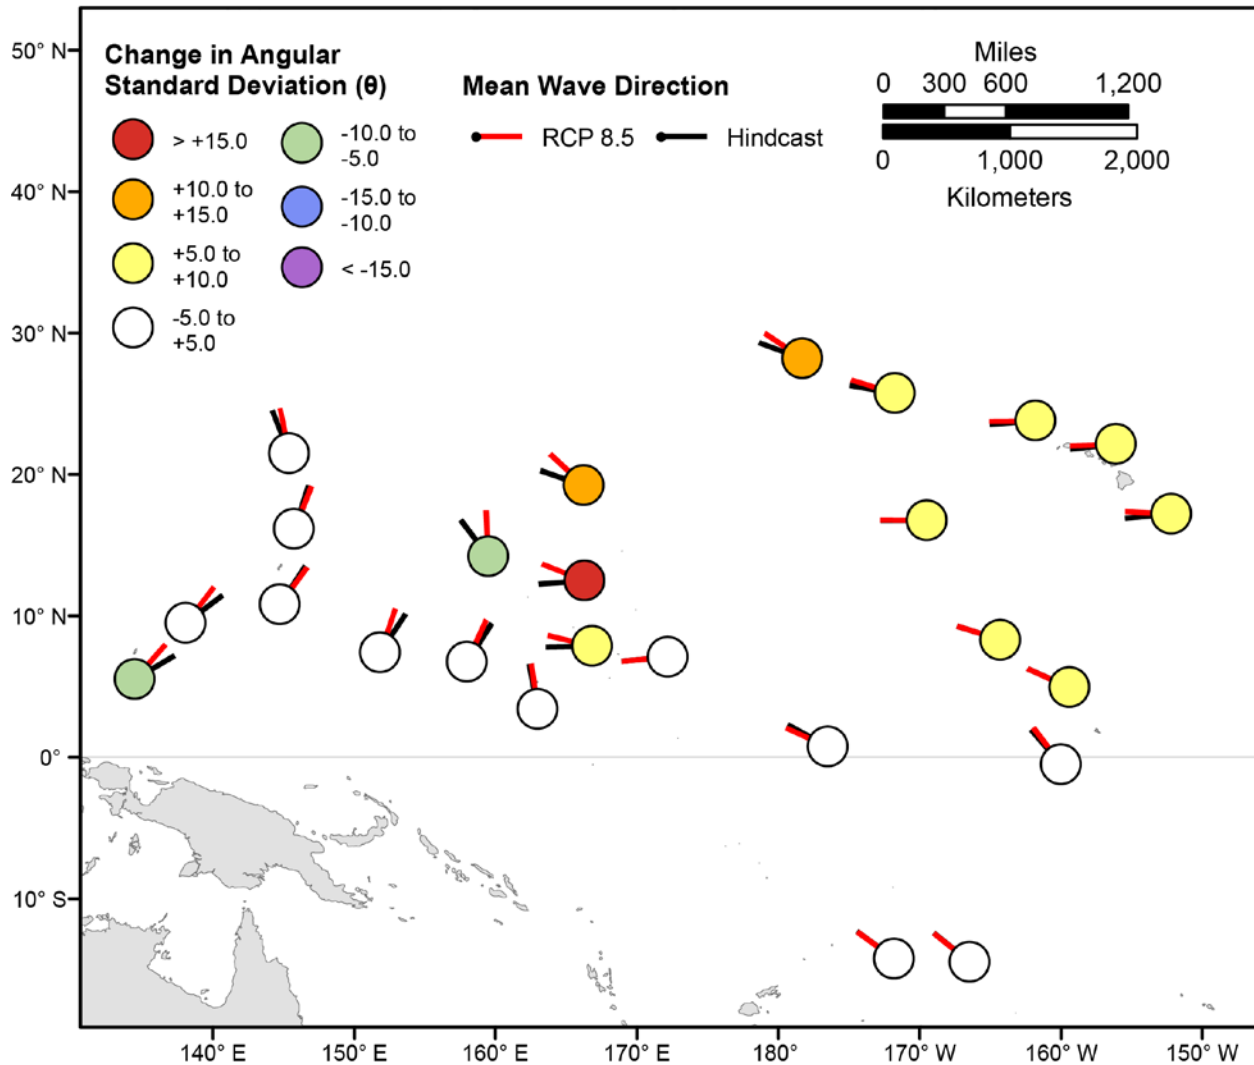 Change in Angular
Standard Deviation (θ)
> +15.0
+10.0 to
+15.0
+5.0 to
+10.0
-5.0 to
+5.0
-10.0 to
-5.0
-15.0 to
-10.0
< -15.0
Mean Wave Direction
RCP 8.5
Hindcast
Miles
0 300 600 1,200
0 1,000 2,000
Kilometers
50° N
40° N
30° N
20° N
10° N
0°
10° S
140° E 150° E 160° E 170° E 180° 170° W 160° W 150° W